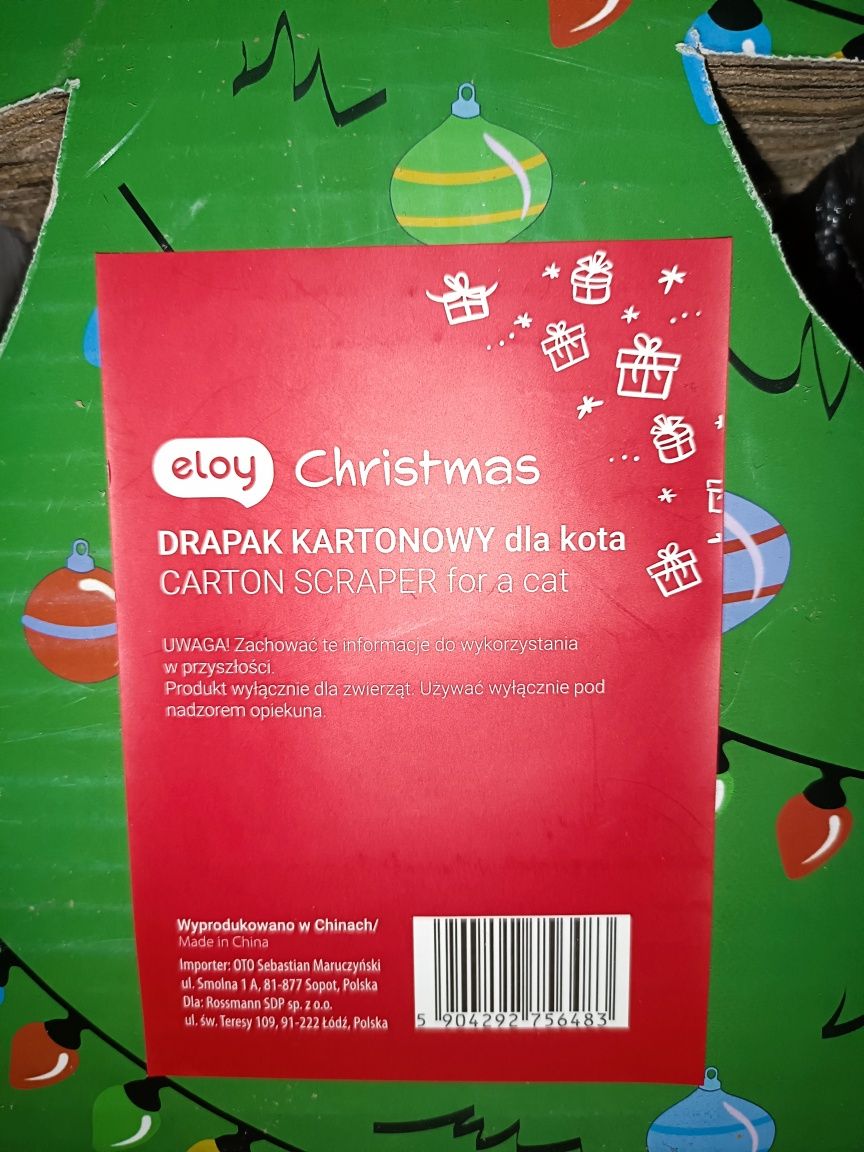 eloy Christmas
DRAPAK KARTONOWY dla kota
CARTON SCRAPER for a cat
UWAGA! Zachować te informacje do wykorzystania
w przyszłości.
Produkt wyłącznie dla zwierząt. Używać wyłącznie pod
nadzorem opiekuna.
Wyprodukowano w Chinach/
Made in China
Importer: OTO Sebastian Maruczyński
ul. Smolna 1 A, 81-877 Sopot, Polska
Dla: Rossmann SDP sp. z o.o.
ul. św. Teresy 109, 91-222 Łódź, Polska
5 904292 756483